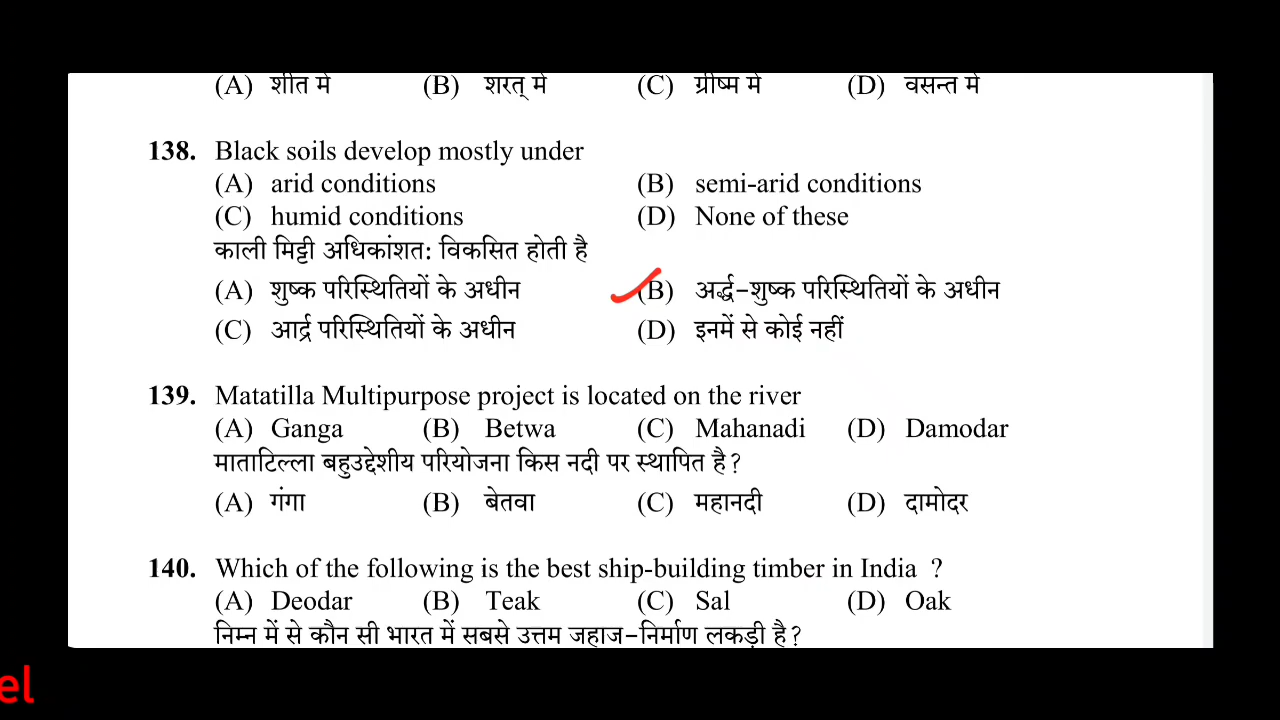 (A) शीत में (B) शरत् में (C) ग्रीष्म में (D) वसन्त में
138. Black soils develop mostly under
(A) arid conditions (B) semi-arid conditions
(C) humid conditions (D) None of these
काली मिट्टी अधिकांशत: विकसित होती है
(A) शुष्क परिस्थितियों के अधीन (B) अर्द्ध-शुष्क परिस्थितियों के अधीन
(C) आर्द्र परिस्थितियों के अधीन (D) इनमें से कोई नहीं
139. Matatilla Multipurpose project is located on the river
(A) Ganga (B) Betwa (C) Mahanadi (D) Damodar
माताटिल्ला बहुउद्देशीय परियोजना किस नदी पर स्थापित है ?
(A) गंगा (B) बेतवा (C) महानदी (D) दामोदर
140. Which of the following is the best ship-building timber in India ?
(A) Deodar (B) Teak (C) Sal (D) Oak
निम्न में से कौन सी भारत में सबसे उत्तम जहाज-निर्माण लकड़ी है ?
el